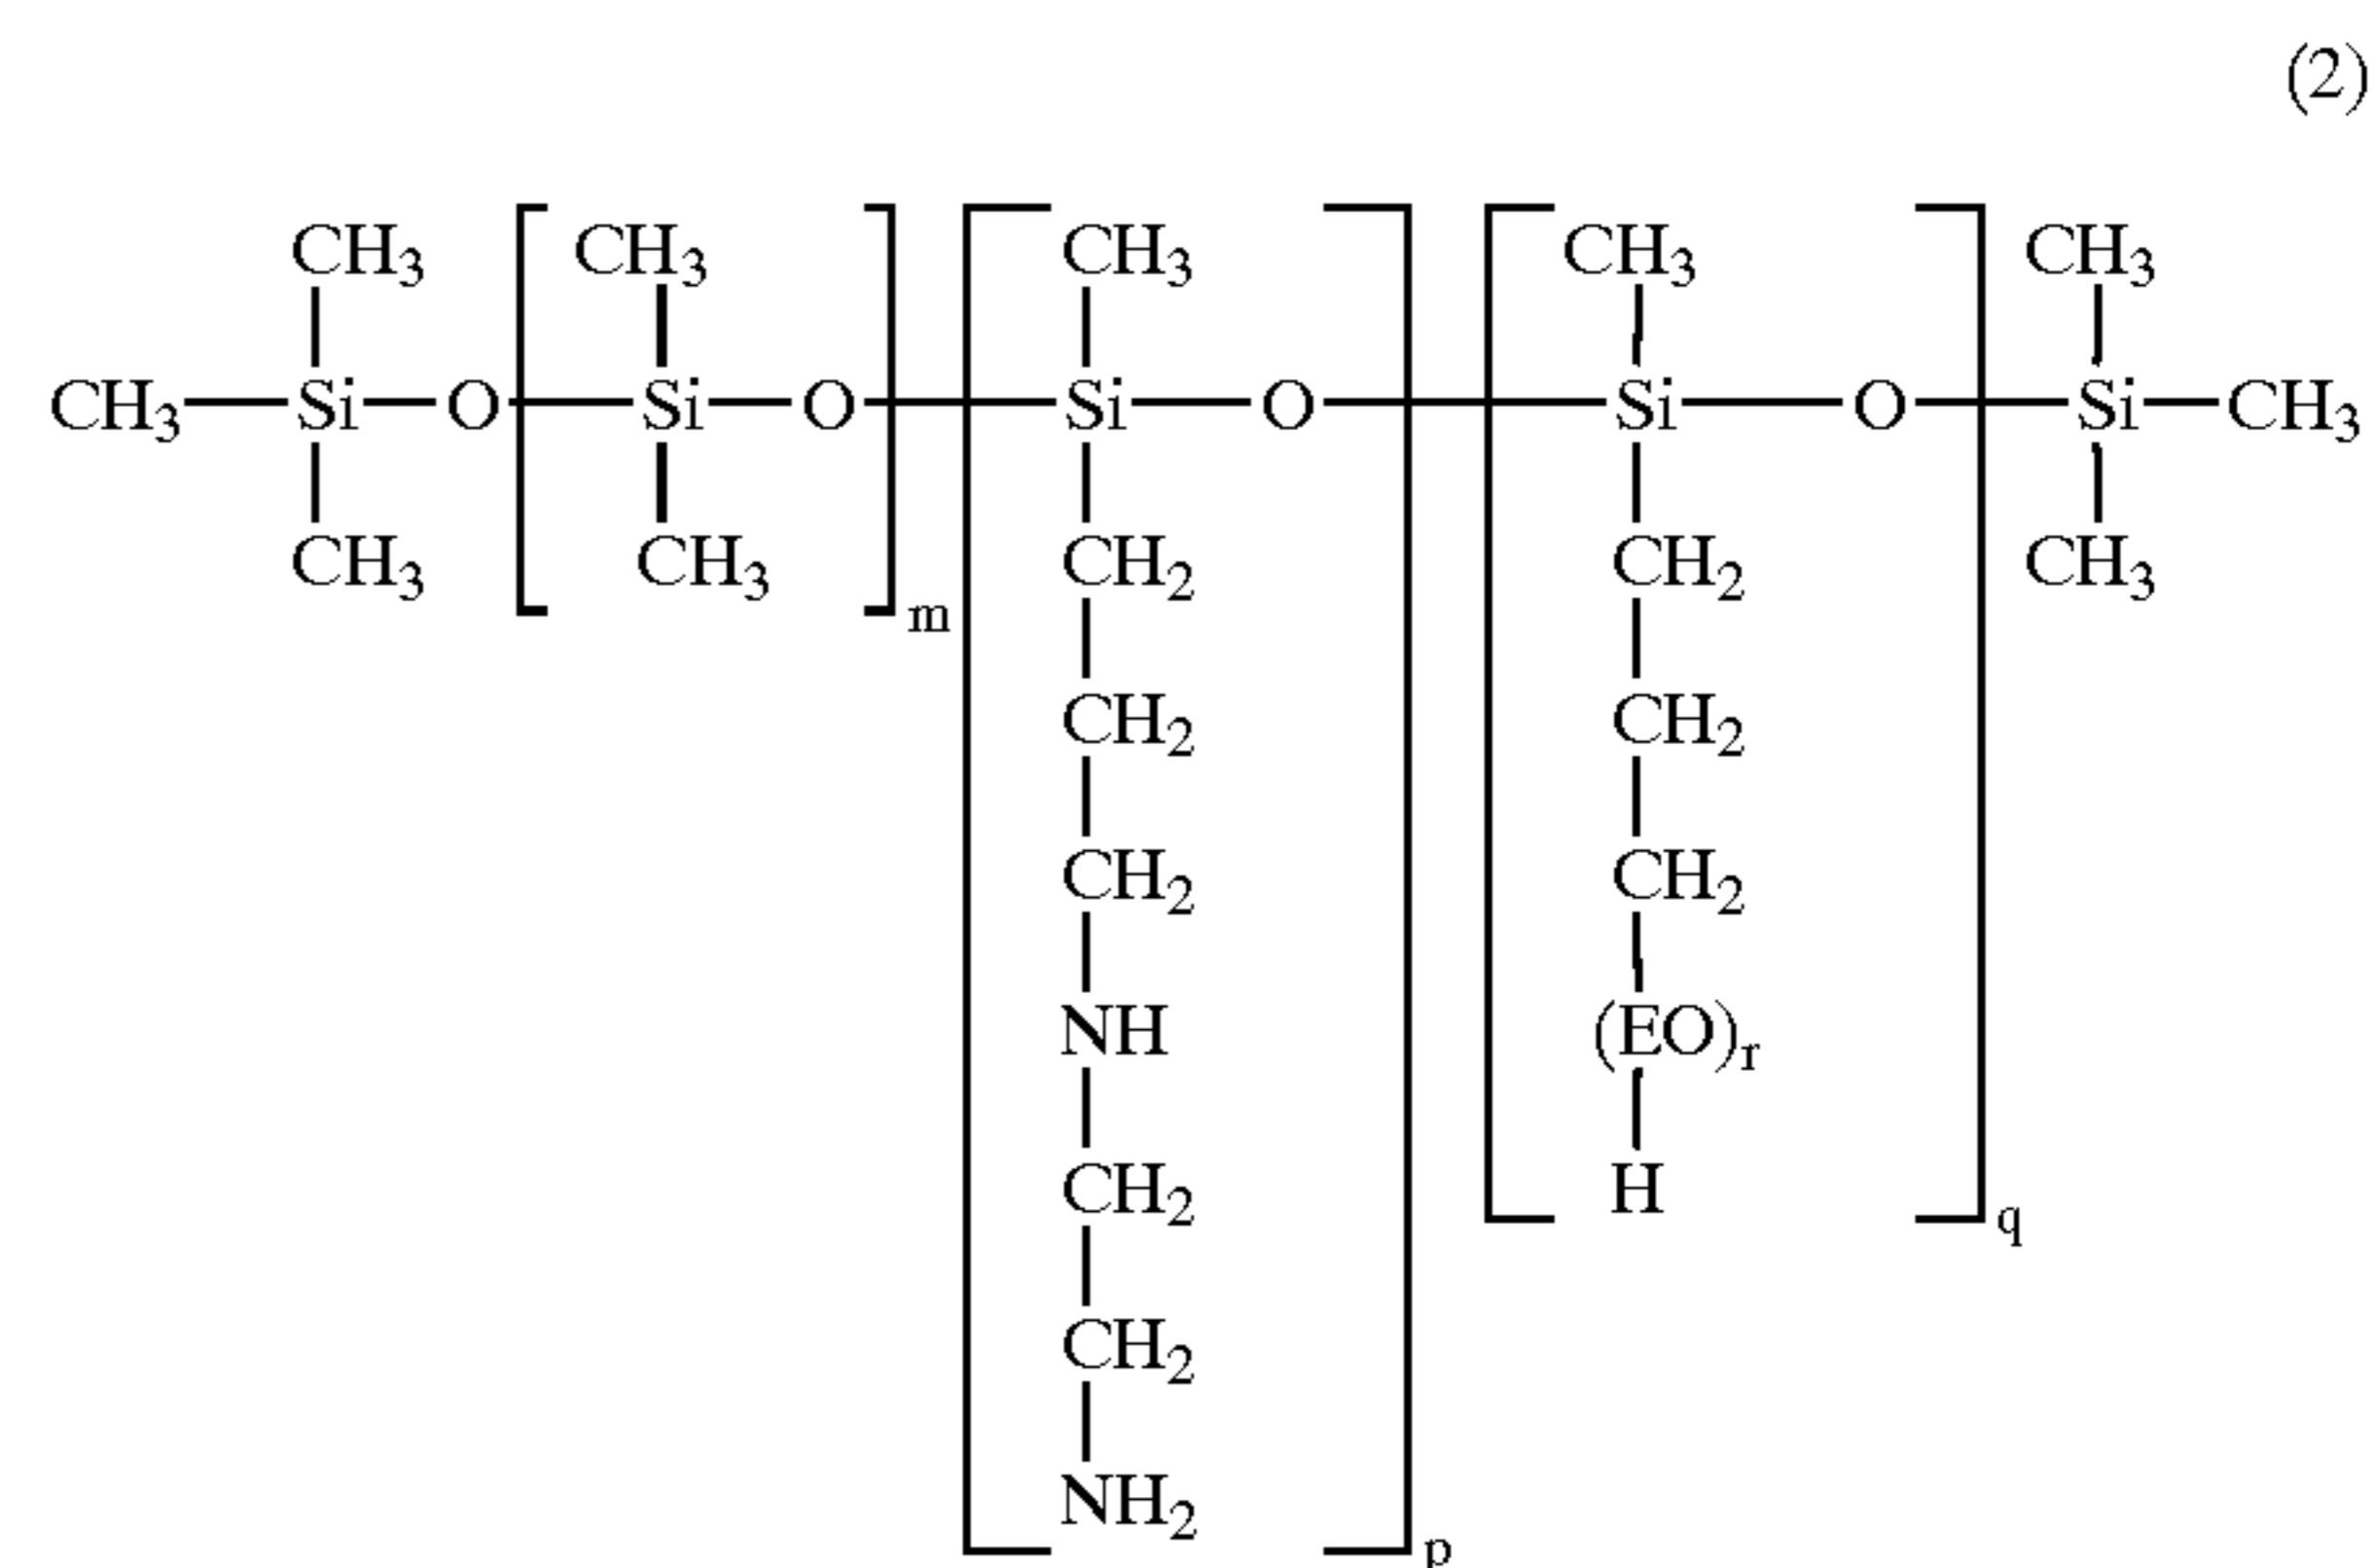 (2)
CH3 CH3 CH3 CH3 CH3
CH3 Si O Si O Si O Si O Si CH3
CH3 CH3 CH2 CH2 CH3
m
CH2 CH2
CH2 CH2
NH (EO)r
CH2 H
q
CH2
NH2
p